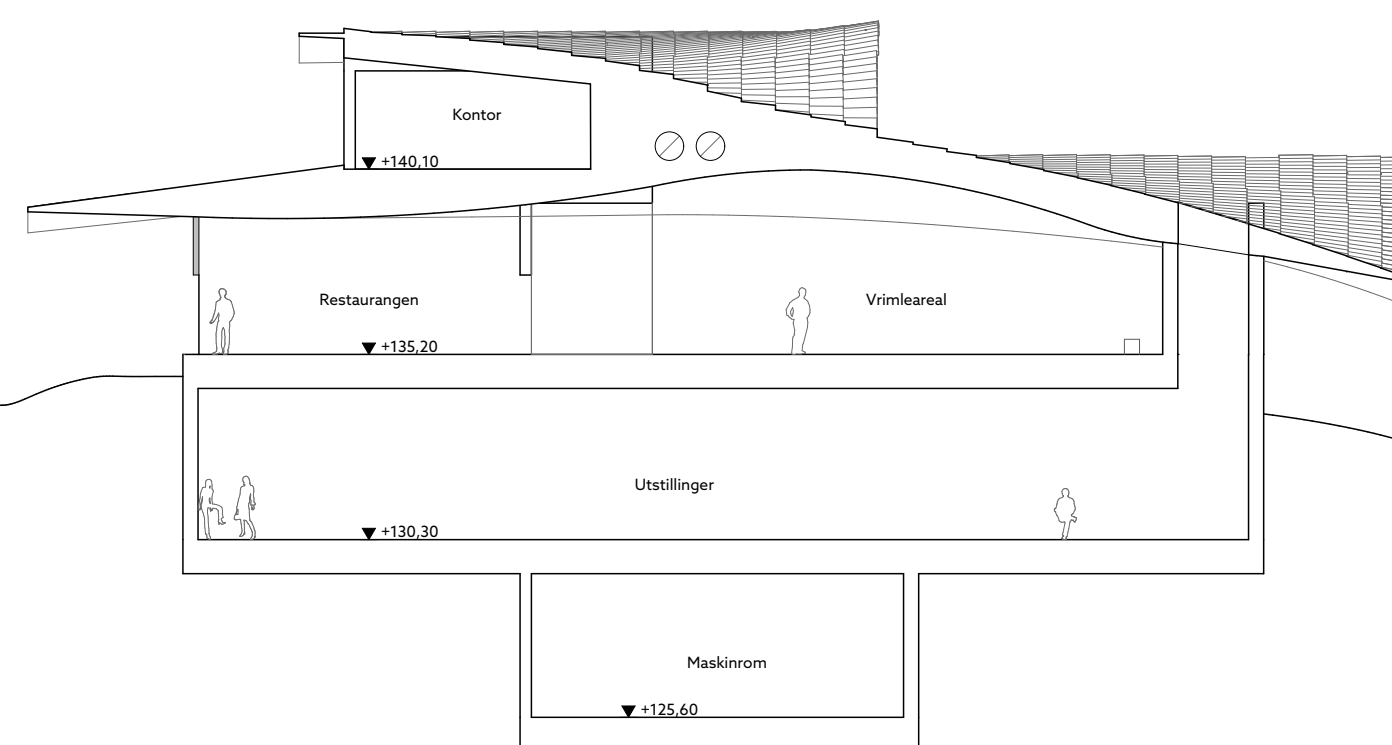 Kontor
+140,10
Restaurangen
Vrimleareal
+135,20
Utstillinger
+130,30
Maskinrom
+125,60